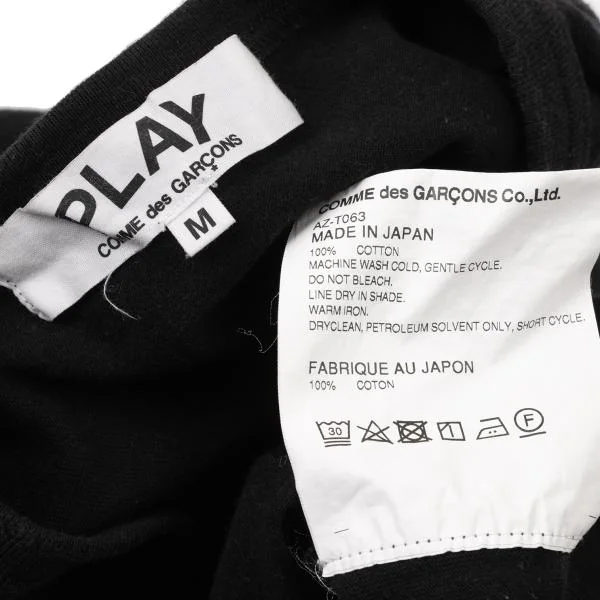 PLAY
COMME des GARÇONS
M
COMME des GARÇONS Co.,Ltd.
AZ-T063
MADE IN JAPAN
100% COTTON
MACHINE WASH COLD, GENTLE CYCLE.
DO NOT BLEACH.
LINE DRY IN SHADE.
WARM IRON.
DRYCLEAN, PETROLEUM SOLVENT ONLY, SHORT CYCLE.
FABRIQUE AU JAPON
100% COTON
30
F